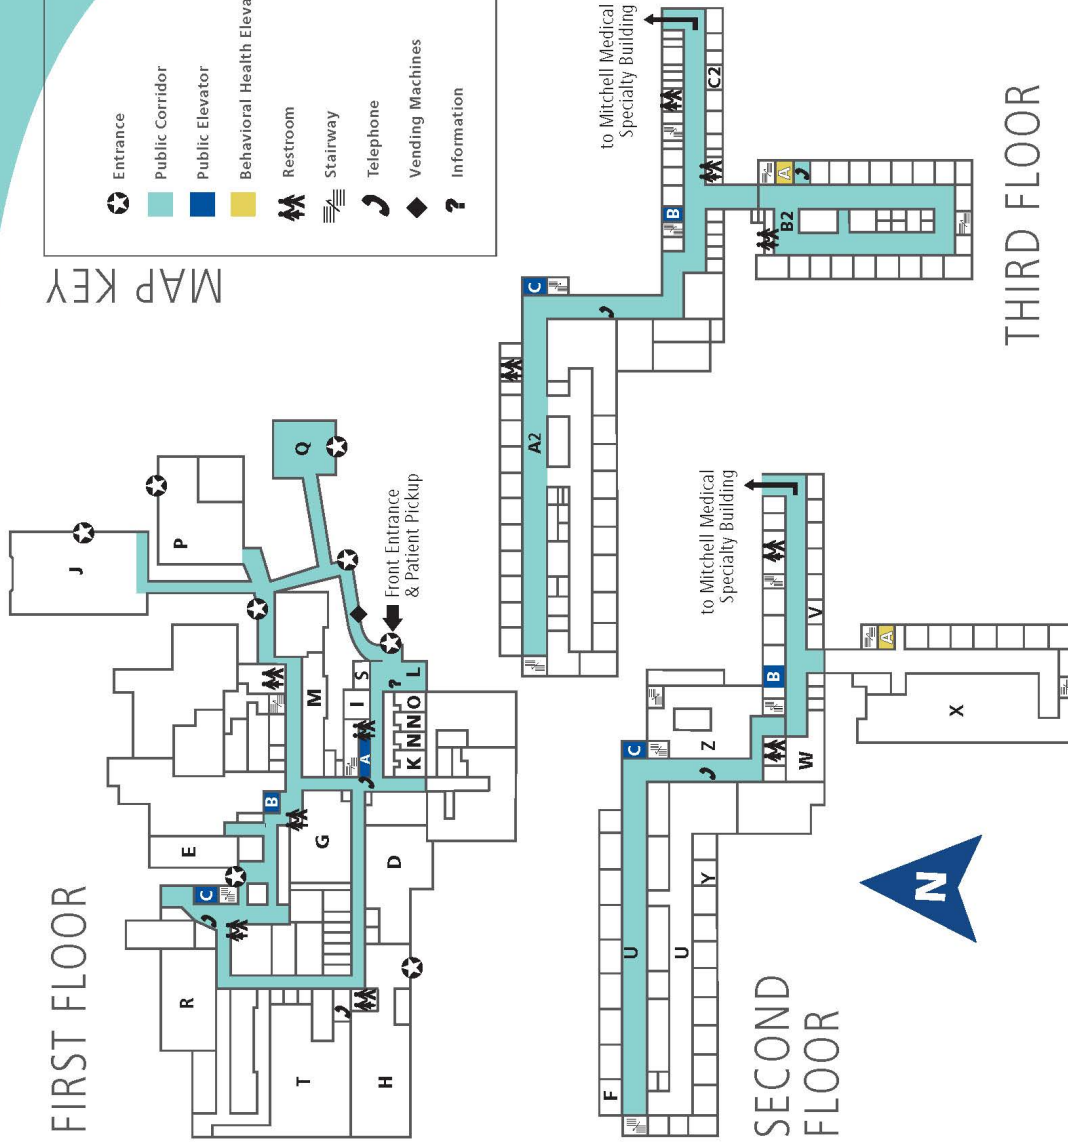 MAP KEY
Entrance
Public Corridor
Public Elevator
Behavioral Health Eleva
Restroom
Stairway
Telephone
Vending Machines
?
Information
FIRST FLOOR
R
C
E
B
J
P
Q
T
G
M
H
D
A
I
S
?
K N N O L
Front Entrance
& Patient Pickup
SECOND
FLOOR
F
U
C
U
Y
Z
W
B
V
A
X
to Mitchell Medical
Specialty Building
THIRD FLOOR
A2
C
B
C2
B2
A
to Mitchell Medical
Specialty Building
N